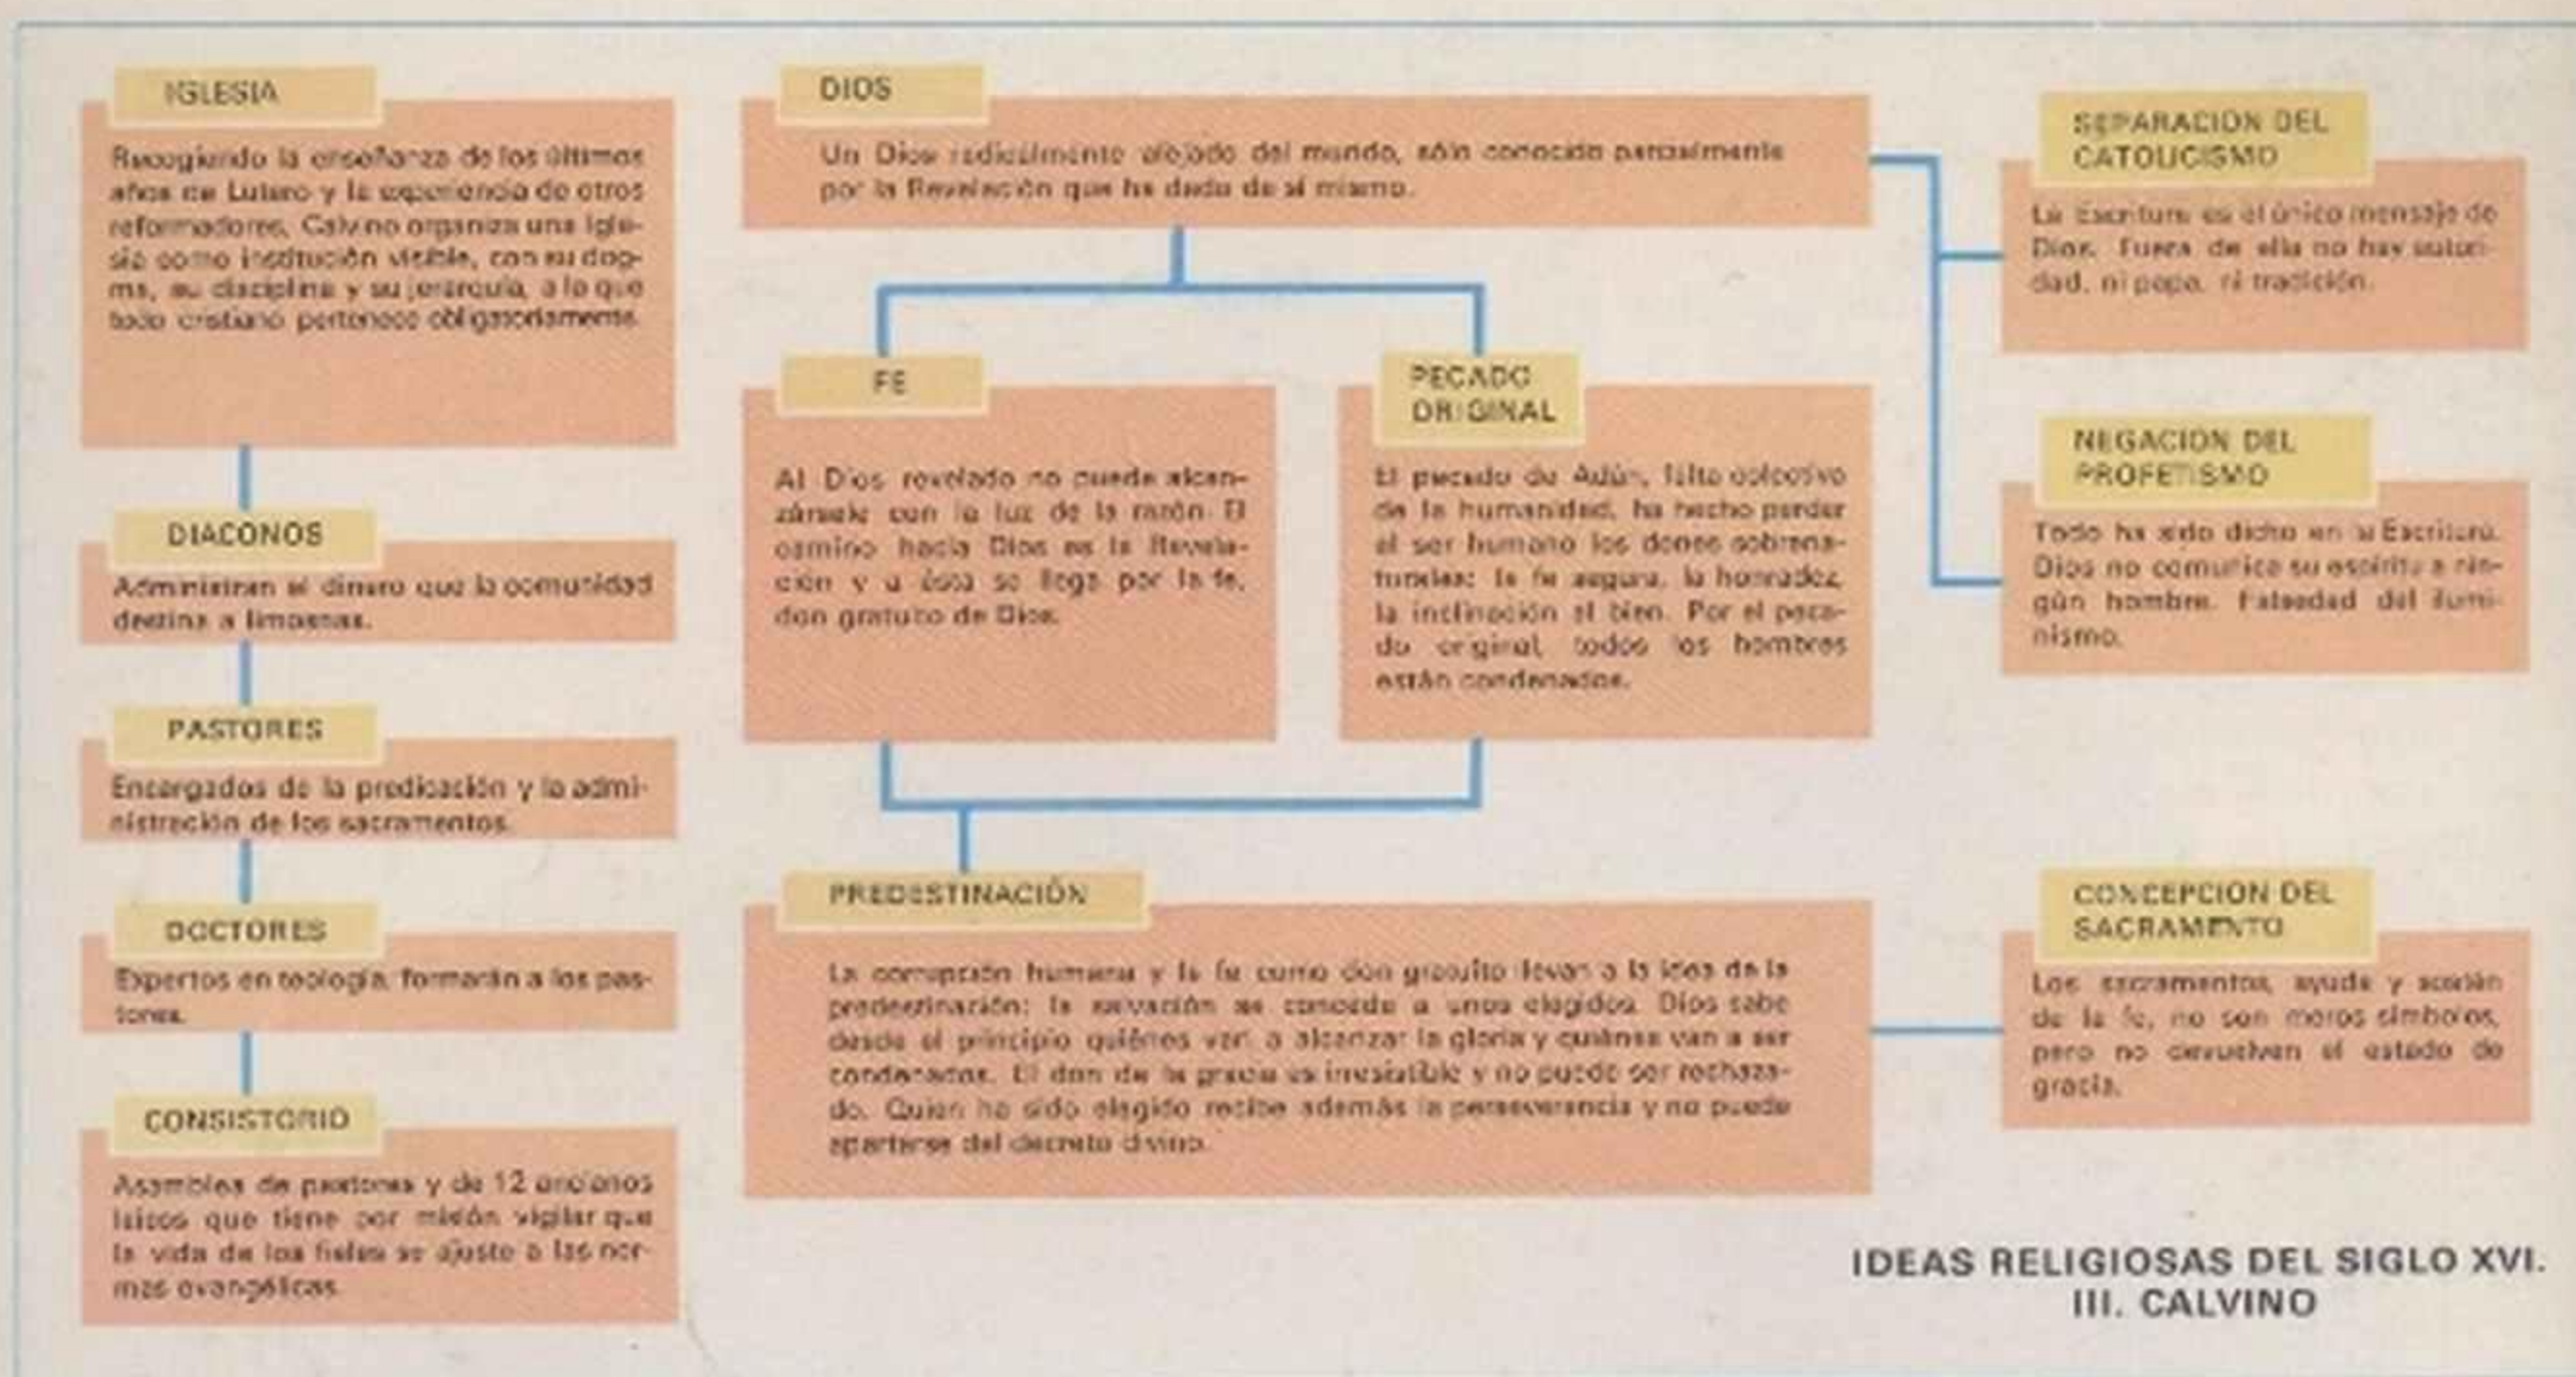 IGLESIA
Recogiendo la enseñanza de los últimos
años de Lutero y la experiencia de otros
reformadores, Calvino organiza una Igle-
sia como institución visible, con su dog-
ma, su disciplina y su jerarquía, a la que
todo cristiano pertenece obligatoriamente.
DIACONOS
Administran el dinero que la comunidad
destina a limosnas.
PASTORES
Encargados de la predicación y la admi-
nistración de los sacramentos.
DOCTORES
Expertos en teología, formarán a los pas-
tores.
CONSISTORIO
Asamblea de pastores y de 12 ancianos
laicos que tiene por misión vigilar que
la vida de los fieles se ajuste a las nor-
mas evangélicas.
DIOS
Un Dios radicalmente alejado del mundo, sólo conocido parcialmente
por la Revelación que ha dado de sí mismo.
FE
Al Dios revelado no puede alcan-
zársele con la luz de la razón. El
camino hacia Dios es la Revela-
ción y a ésta se llega por la fe,
don gratuito de Dios.
PECADO
ORIGINAL
El pecado de Adán, falta colectiva
de la humanidad, ha hecho perder
al ser humano los dones sobrena-
turales: la fe segura, la honradez,
la inclinación al bien. Por el peca-
do original, todos los hombres
están condenados.
PREDESTINACIÓN
La corrupción humana y la fe como don gratuito llevan a la idea de la
predestinación: la salvación se concede a unos elegidos. Dios sabe
desde el principio quiénes van a alcanzar la gloria y quiénes van a ser
condenados. El don de la gracia es irresistible y no puede ser rechaza-
do. Quien ha sido elegido recibe además la perseverancia y no puede
apartarse del decreto divino.
SEPARACION DEL
CATOLICISMO
La Escritura es el único mensaje de
Dios. Fuera de ella no hay autori-
dad, ni papa, ni tradición.
NEGACION DEL
PROFETISMO
Todo ha sido dicho en la Escritura.
Dios no comunica su espíritu a nin-
gún hombre. Falsedad del ilumi-
nismo.
CONCEPCION DEL
SACRAMENTO
Los sacramentos, ayuda y sostén
de la fe, no son meros símbolos,
pero no devuelven el estado de
gracia.
IDEAS RELIGIOSAS DEL SIGLO XVI.
III. CALVINO